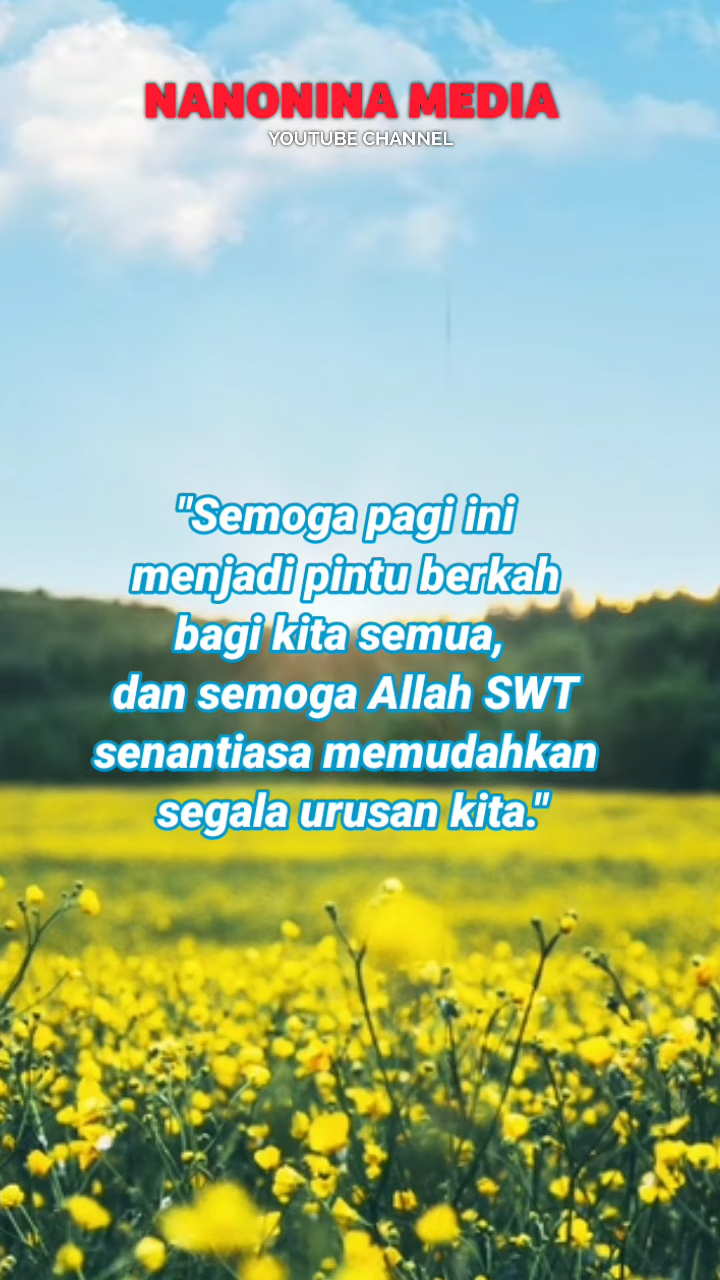 NANONINA MEDIA
YOUTUBE CHANNEL
"Semoga pagi ini
menjadi pintu berkah
bagi kita semua,
dan semoga Allah SWT
senantiasa memudahkan
segala urusan kita."